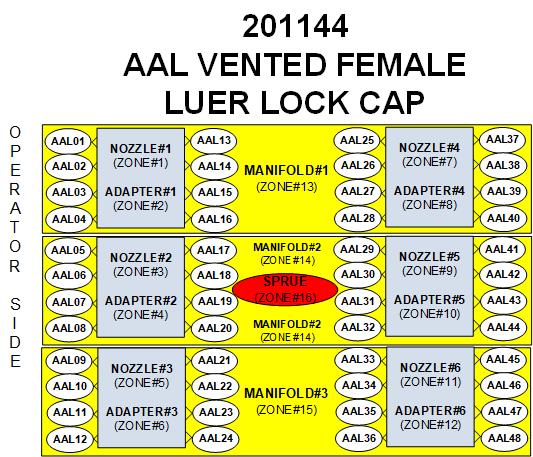 201144
AAL VENTED FEMALE
LUER LOCK CAP
OPERATOR SIDE
AAL01 AAL13 AAL25 AAL37
NOZZLE#1 NOZZLE#4
(ZONE#1) (ZONE#7)
AAL02 AAL14 AAL26 AAL38
MANIFOLD#1
(ZONE#13)
AAL03 ADAPTER#1 AAL15 AAL27 ADAPTER#4 AAL39
(ZONE#2) (ZONE#8)
AAL04 AAL16 AAL28 AAL40
AAL05 AAL17 MANIFOLD#2 AAL29 AAL41
NOZZLE#2 (ZONE#14) NOZZLE#5
(ZONE#3) (ZONE#9)
AAL06 AAL18 AAL30 AAL42
SPRUE
(ZONE#16)
AAL07 ADAPTER#2 AAL19 AAL31 ADAPTER#5 AAL43
(ZONE#4) (ZONE#10)
AAL08 AAL20 MANIFOLD#2 AAL32 AAL44
(ZONE#14)
AAL09 AAL21 AAL33 AAL45
NOZZLE#3 NOZZLE#6
(ZONE#5) (ZONE#11)
AAL10 AAL22 AAL34 AAL46
MANIFOLD#3
(ZONE#15)
AAL11 ADAPTER#3 AAL23 AAL35 ADAPTER#6 AAL47
(ZONE#6) (ZONE#12)
AAL12 AAL24 AAL36 AAL48